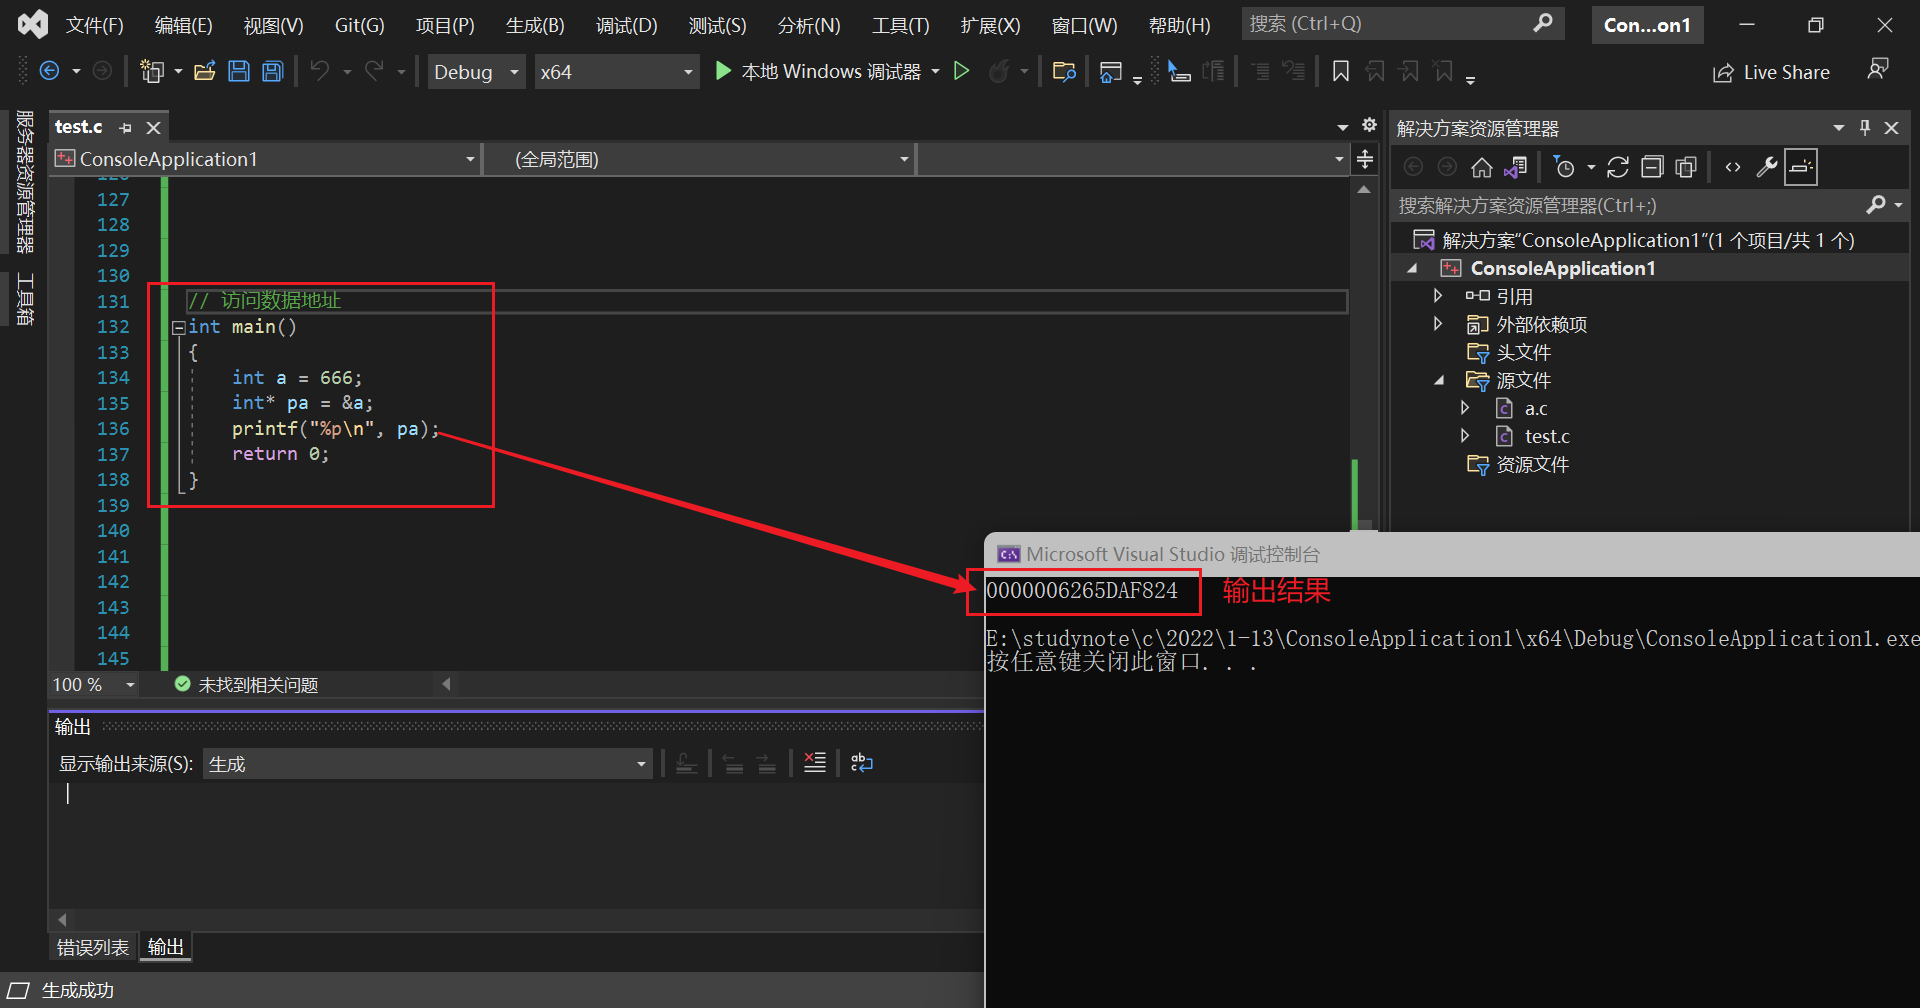 文件(F) 编辑(E) 视图(V) Git(G) 项目(P) 生成(B) 调试(D) 测试(S) 分析(N) 工具(T) 扩展(X) 窗口(W) 帮助(H) 搜索 (Ctrl+Q) Con...on1
Debug x64 本地 Windows 调试器 Live Share
服务器资源管理器
工具箱
test.c
ConsoleApplication1 (全局范围)
127
128
129
130
131 // 访问数据地址
132 int main()
133 {
134 int a = 666;
135 int* pa = &a;
136 printf("%p\n", pa);
137 return 0;
138 }
139
140
141
142
143
144
145
100 % 未找到相关问题
输出
显示输出来源(S): 生成
错误列表 输出
生成成功
解决方案资源管理器
搜索解决方案资源管理器(Ctrl+;)
解决方案"ConsoleApplication1"(1 个项目/共 1 个)
ConsoleApplication1
引用
外部依赖项
头文件
源文件
a.c
test.c
资源文件
Microsoft Visual Studio 调试控制台
0000006265DAF824 输出结果
E:\studynote\c\2022\1-13\ConsoleApplication1\x64\Debug\ConsoleApplication1.exe
按任意键关闭此窗口. . .